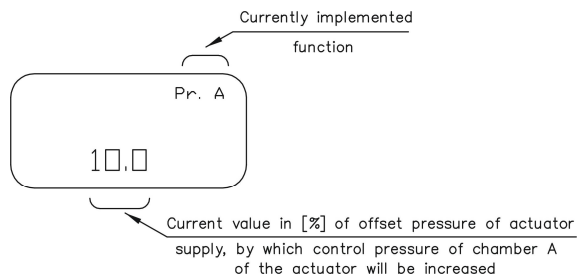 Currently implemented
function
Pr. A
10.0
Current value in [%] of offset pressure of actuator
supply, by which control pressure of chamber A
of the actuator will be increased